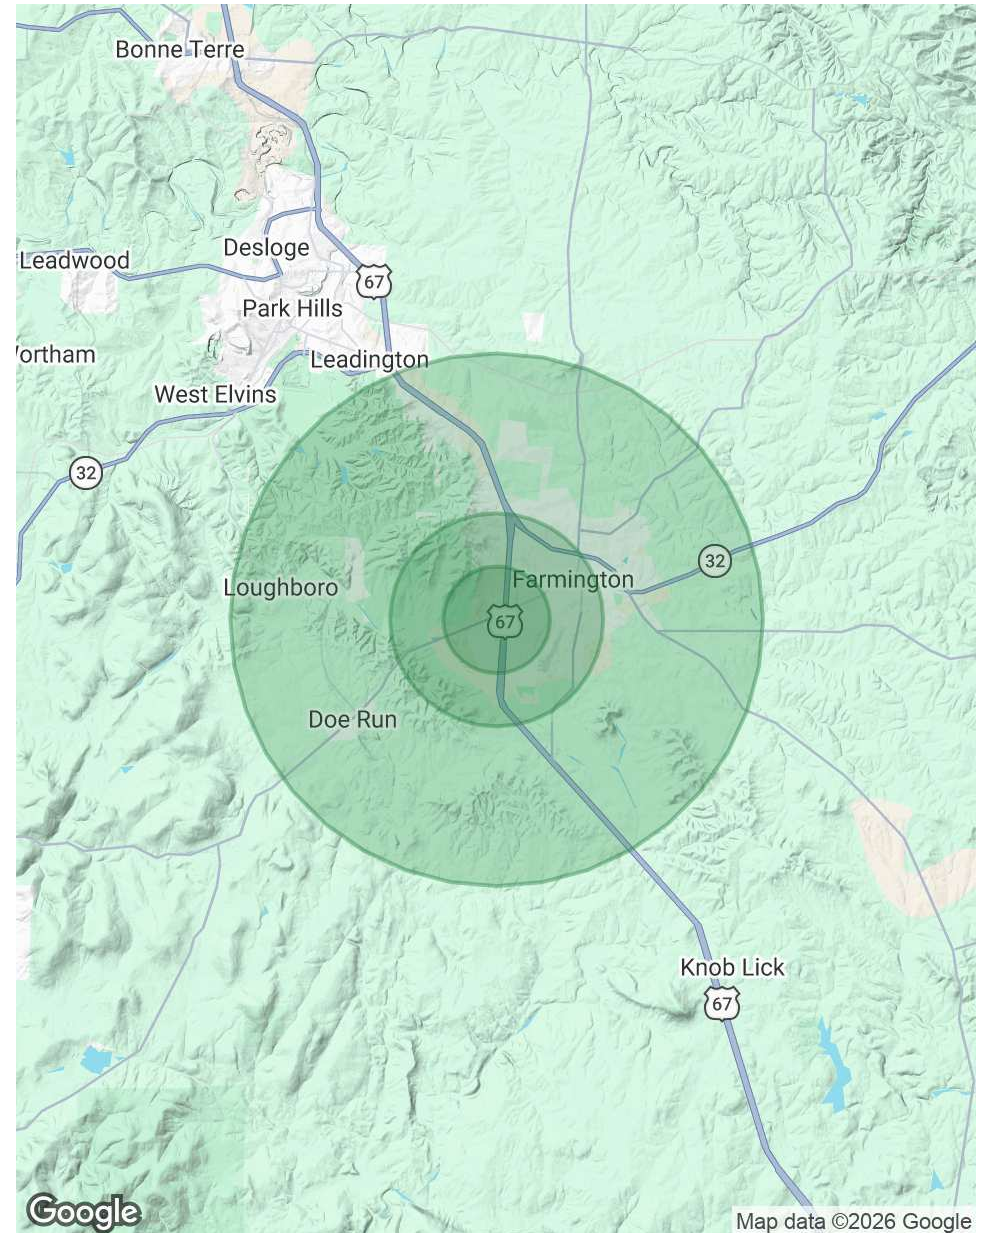 Bonne Terre
Desloge
Leadwood
67
Park Hills
Leadington
West Elvins
32
32
Farmington
Loughboro
67
Doe Run
Knob Lick
67
Google
Map data ©2026 Google